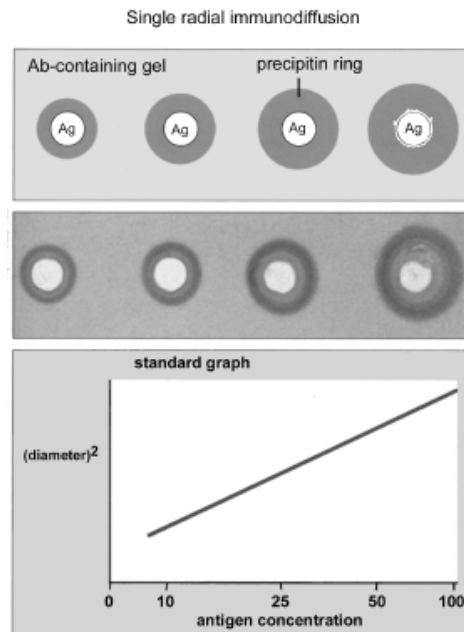 Single radial immunodiffusion
Ab-containing gel
precipitin ring
Ag
Ag
Ag
Ag
standard graph
(diameter)2
0 10 25 50 100
antigen concentration